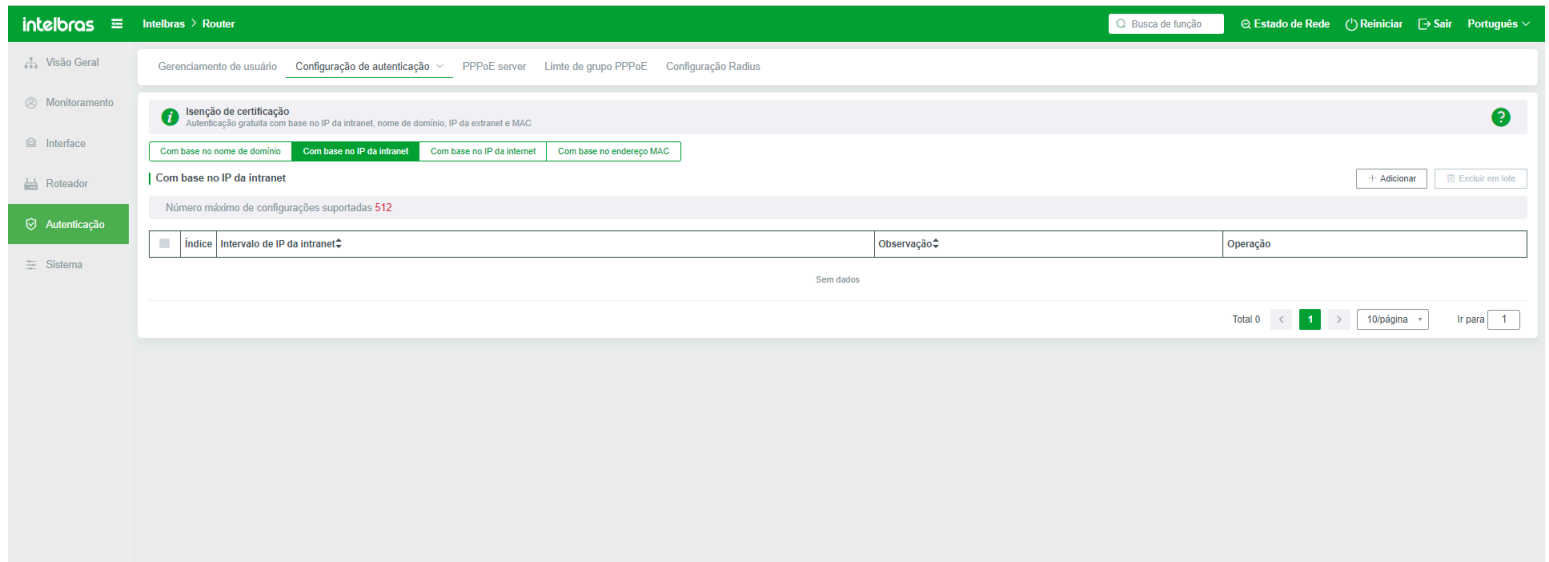 intelbras Intelbras > Router Busca de função Estado de Rede Reiniciar Sair Português
Visão Geral
Monitoramento
Interface
Roteador
Autenticação
Sistema
Gerenciamento de usuário Configuração de autenticação PPPoE server Limte de grupo PPPoE Configuração Radius
Isenção de certificação
Autenticação gratuita com base no IP da intranet, nome de domínio, IP da extranet e MAC
Com base no nome de domínio Com base no IP da intranet Com base no IP da internet Com base no endereço MAC
Com base no IP da intranet + Adicionar Excluir em lote
Número máximo de configurações suportadas 512
Índice Intervalo de IP da intranet Observação Operação
Sem dados
Total 0 < 1 > 10/página Ir para 1